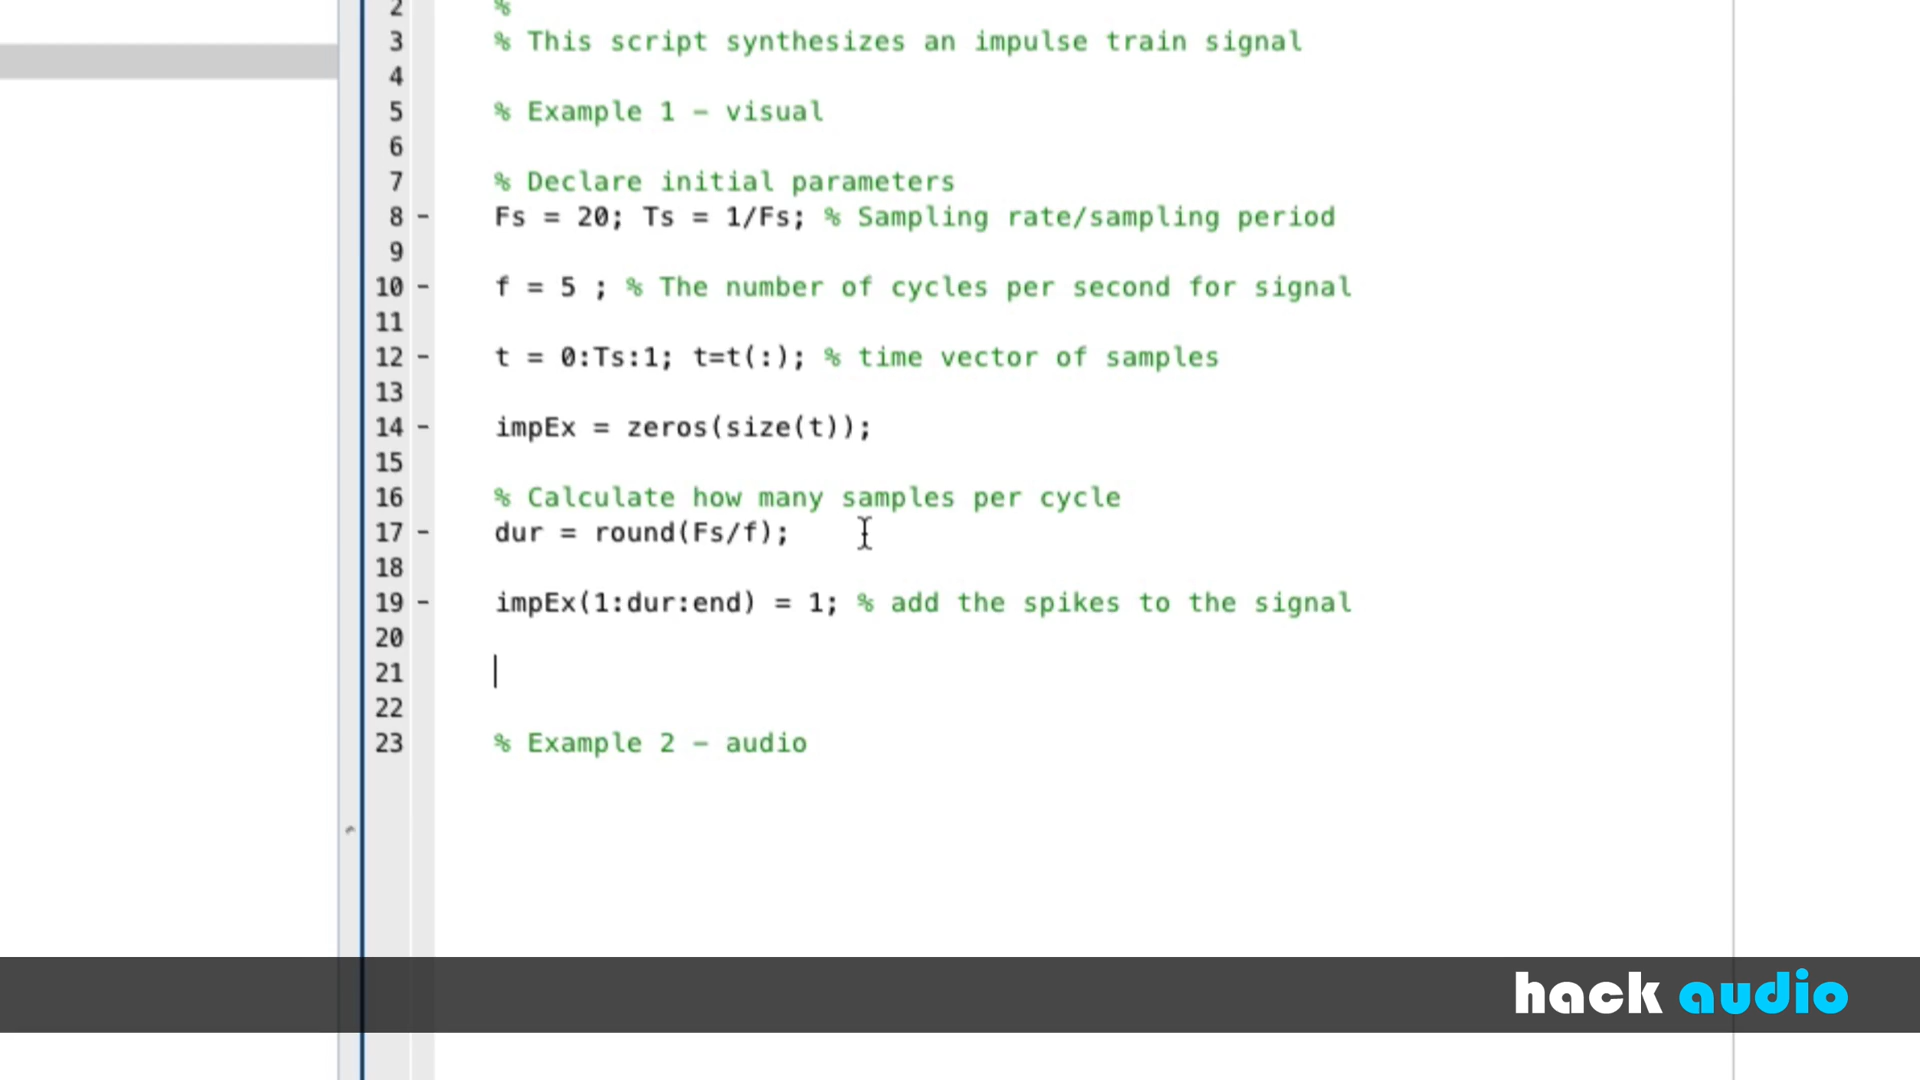 2 %
3 % This script synthesizes an impulse train signal
4
5 % Example 1 – visual
6
7 % Declare initial parameters
8 – Fs = 20; Ts = 1/Fs; % Sampling rate/sampling period
9
10 – f = 5 ; % The number of cycles per second for signal
11
12 – t = 0:Ts:1; t=t(:); % time vector of samples
13
14 – impEx = zeros(size(t));
15
16 % Calculate how many samples per cycle
17 – dur = round(Fs/f);
18
19 – impEx(1:dur:end) = 1; % add the spikes to the signal
20
21
22
23 % Example 2 – audio
hack audio